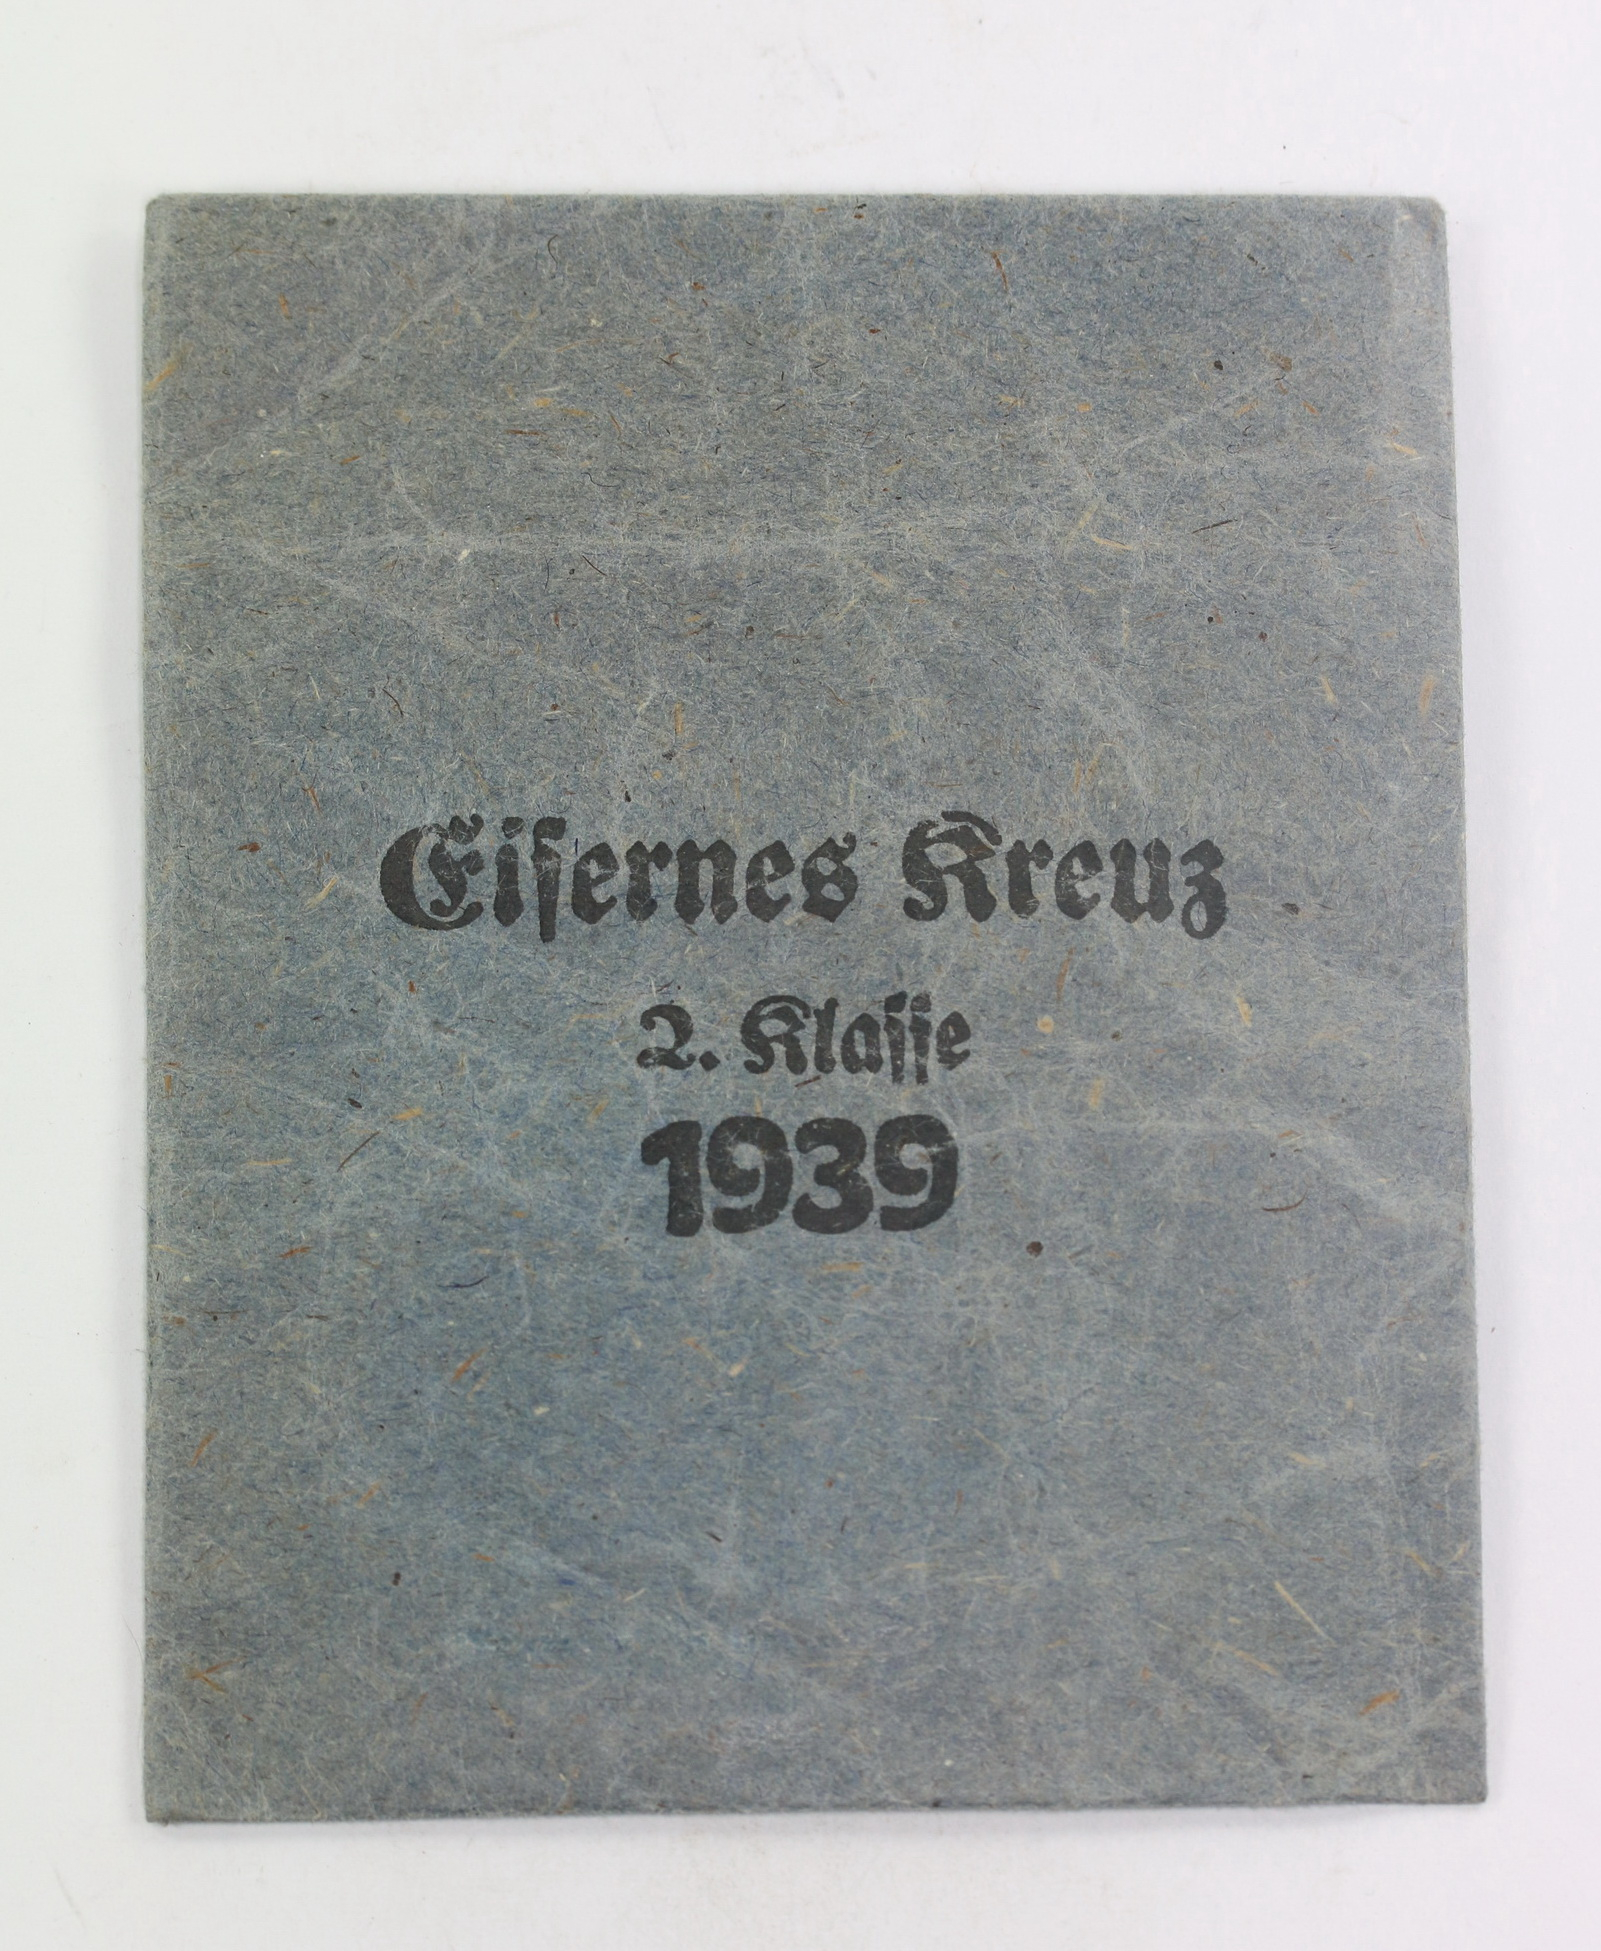 Eiſernes Kreuz
2. Klaſſe
1939